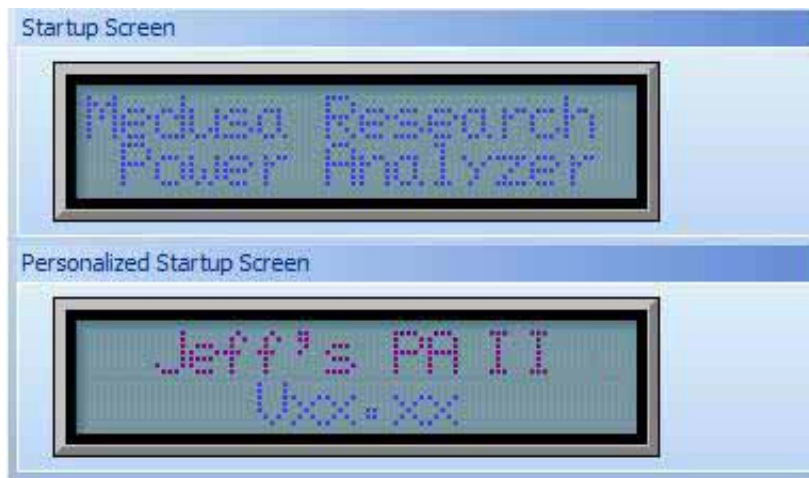 Startup Screen
Medusa Research
Power Analyzer
Personalized Startup Screen
Jeff's PA II
Vxx.xx